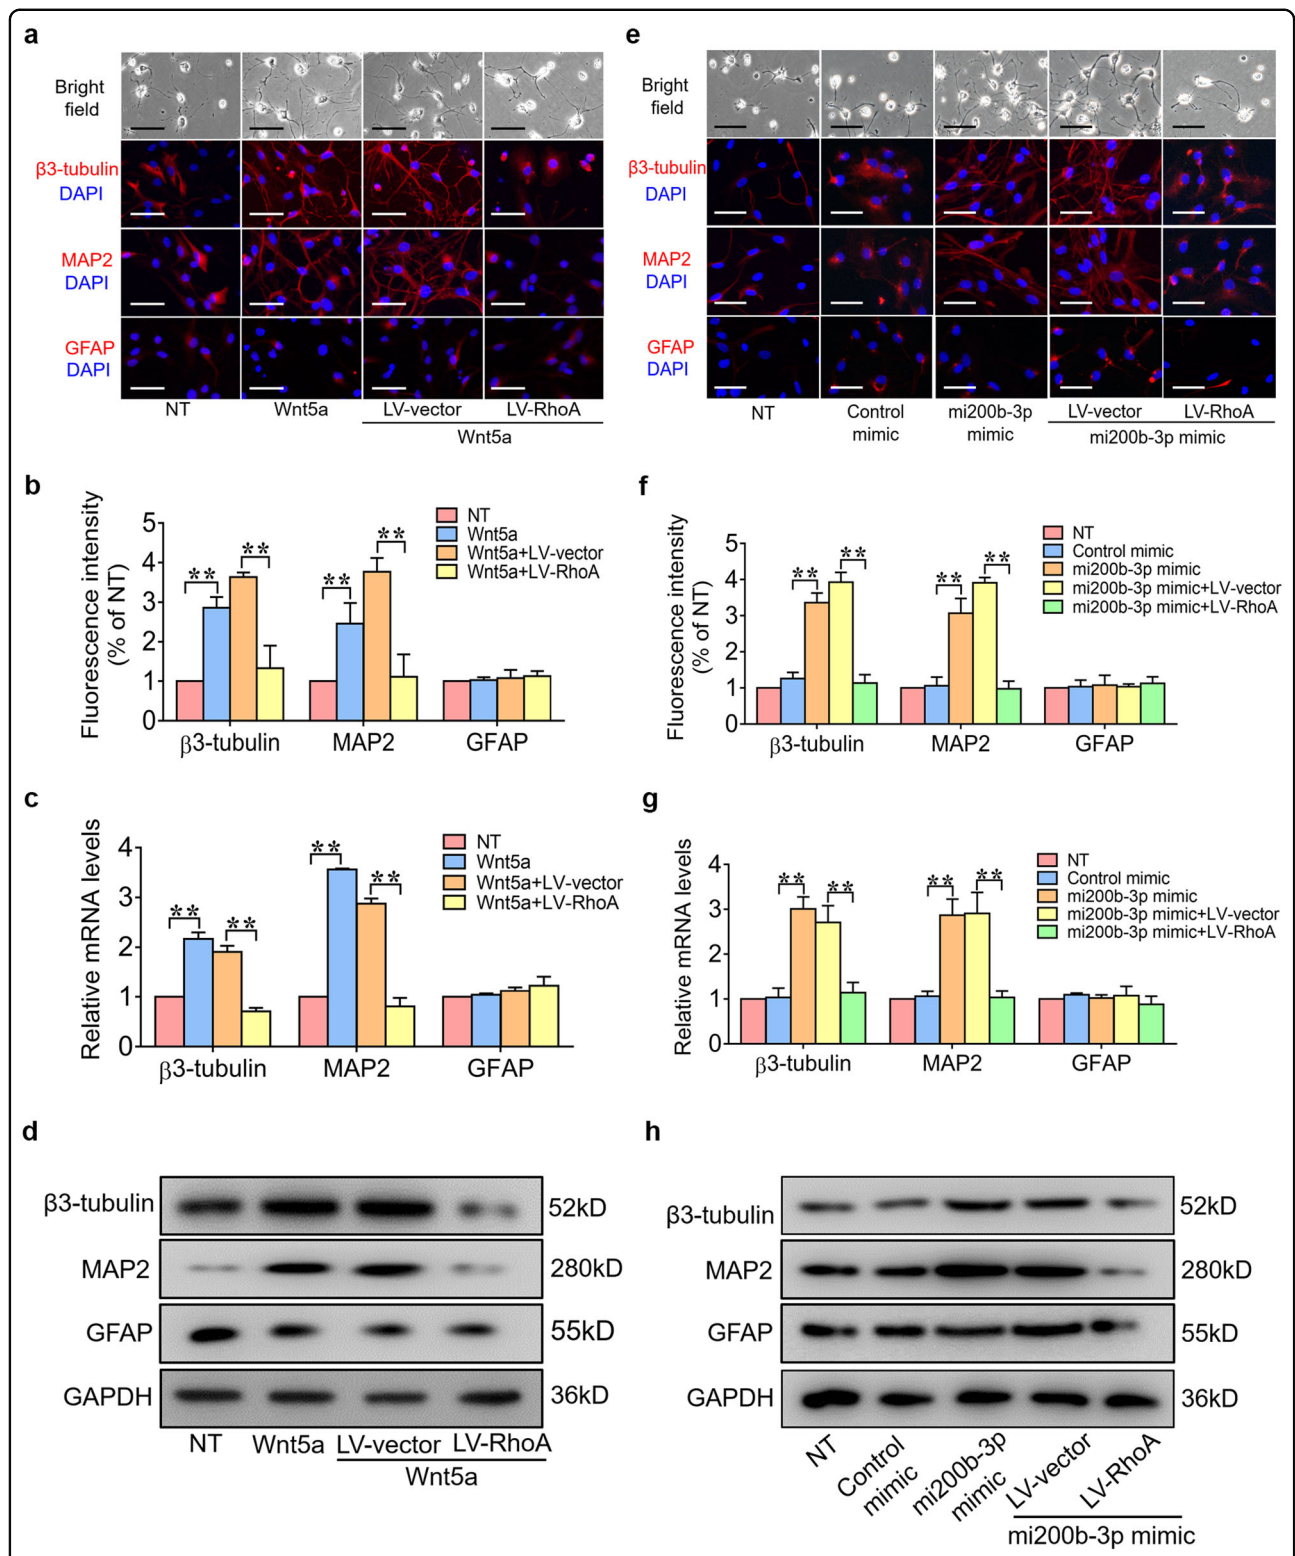 a
Bright
field
β3-tubulin
DAPI
MAP2
DAPI
GFAP
DAPI
NT Wnt5a LV-vector LV-RhoA
Wnt5a
e
Bright
field
β3-tubulin
DAPI
MAP2
DAPI
GFAP
DAPI
NT Control mimic mi200b-3p mimic LV-vector LV-RhoA
mi200b-3p mimic
b
Fluorescence intensity
(% of NT)
5
4
3
2
1
0
** ** ** **
NT
Wnt5a
Wnt5a+LV-vector
Wnt5a+LV-RhoA
β3-tubulin MAP2 GFAP
f
Fluorescence intensity
(% of NT)
5
4
3
2
1
0
** ** ** **
NT
Control mimic
mi200b-3p mimic
mi200b-3p mimic+LV-vector
mi200b-3p mimic+LV-RhoA
β3-tubulin MAP2 GFAP
c
Relative mRNA levels
4
3
2
1
0
** ** ** **
NT
Wnt5a
Wnt5a+LV-vector
Wnt5a+LV-RhoA
β3-tubulin MAP2 GFAP
g
Relative mRNA levels
4
3
2
1
0
** ** ** **
NT
Control mimic
mi200b-3p mimic
mi200b-3p mimic+LV-vector
mi200b-3p mimic+LV-RhoA
β3-tubulin MAP2 GFAP
d
β3-tubulin 52kD
MAP2 280kD
GFAP 55kD
GAPDH 36kD
NT Wnt5a LV-vector LV-RhoA
Wnt5a
h
β3-tubulin 52kD
MAP2 280kD
GFAP 55kD
GAPDH 36kD
NT Control mimic mi200b-3p mimic LV-vector LV-RhoA
mi200b-3p mimic